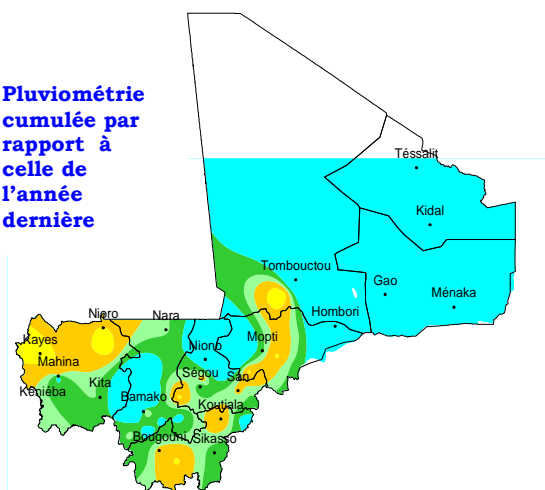 Pluviométrie
cumulée par
rapport à
celle de
l'année
dernière
Téssalit
Kidal
Tombouctou
Gao
Ménaka
Hombori
Nioro
Nara
Kayes
Niono
Mopti
Mahina
Ségou
San
Kéniéba
Kita
Bamako
Koutiala
Bougouni
Sikasso